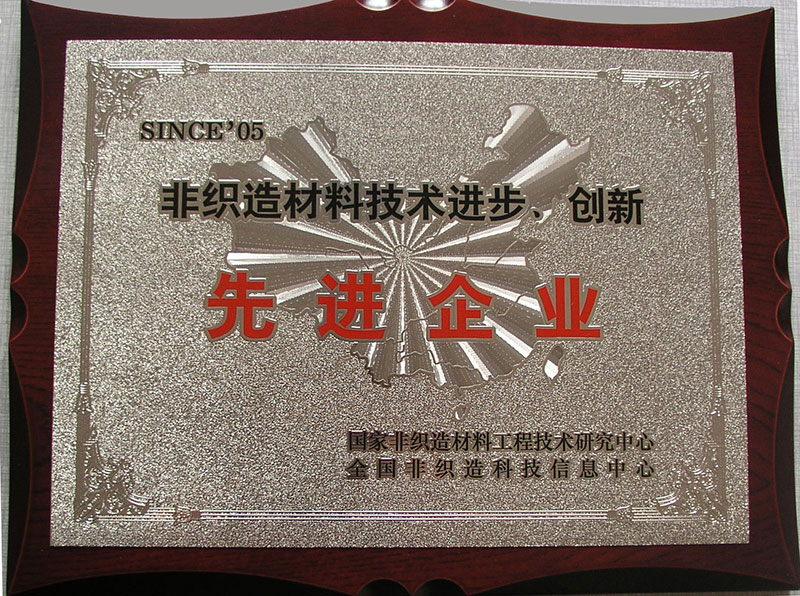 SINCE'05
非织造材料技术进步、创新
先进企业
国家非织造材料工程技术研究中心
全国非织造科技信息中心